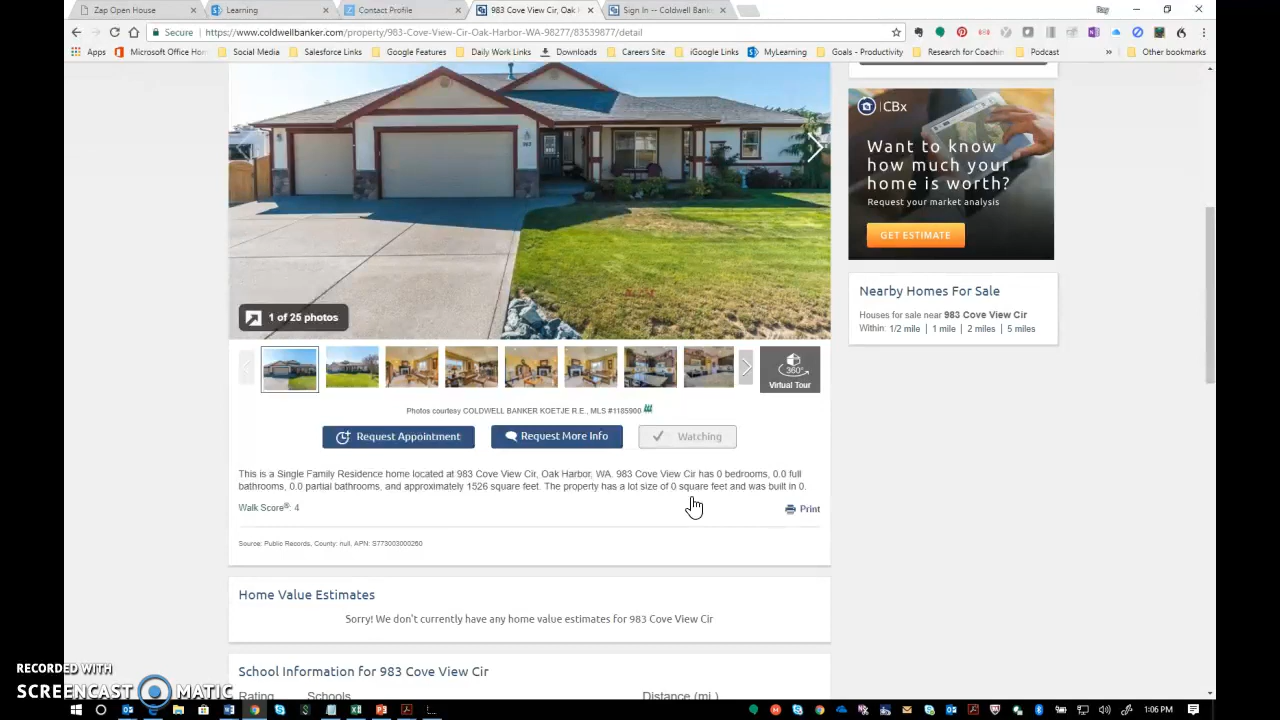 Zap Open House
Learning
Contact Profile
983 Cove View Cir, Oak H
Sign In -- Coldwell Bank
Ray
Secure
https://www.coldwellbanker.com/property/983-Cove-View-Cir-Oak-Harbor-WA-98277/83539877/detail
Apps
Microsoft Office Hom
Social Media
Salesforce Links
Google Features
Daily Work Links
Downloads
Careers Site
iGoogle Links
MyLearning
Goals - Productivity
Research for Coachin
Podcast
Other bookmarks
CBx
Want to know
how much your
home is worth?
Request your market analysis
GET ESTIMATE
Nearby Homes For Sale
Houses for sale near 983 Cove View Cir
Within: 1/2 mile | 1 mile | 2 miles | 5 miles
1 of 25 photos
360°
Virtual Tour
Photos courtesy COLDWELL BANKER KOETJE R.E., MLS #1185900
Request Appointment
Request More Info
Watching
This is a Single Family Residence home located at 983 Cove View Cir, Oak Harbor, WA. 983 Cove View Cir has 0 bedrooms, 0.0 full
bathrooms, 0.0 partial bathrooms, and approximately 1526 square feet. The property has a lot size of 0 square feet and was built in 0.
Walk Score®: 4
Print
Source: Public Records, County: null, APN: S773003000260
Home Value Estimates
Sorry! We don't currently have any home value estimates for 983 Cove View Cir
School Information for 983 Cove View Cir
Rating
Schools
Distance (mi.)
RECORDED WITH
SCREENCAST MATIC
1:06 PM